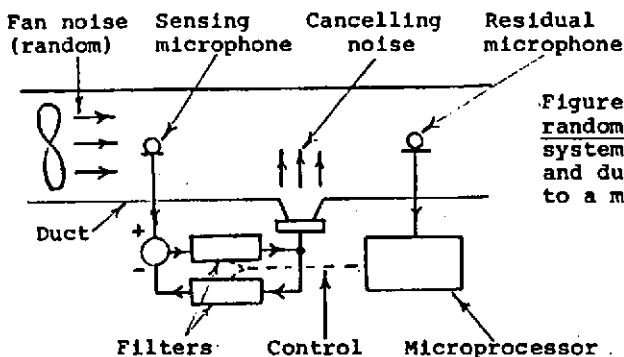 Fan noise
(random)
Sensing
microphone
Cancelling
noise
Residual
microphone
Figure
random
system
and du
to a m
Duct
+
-
Filters
Control
Microprocessor